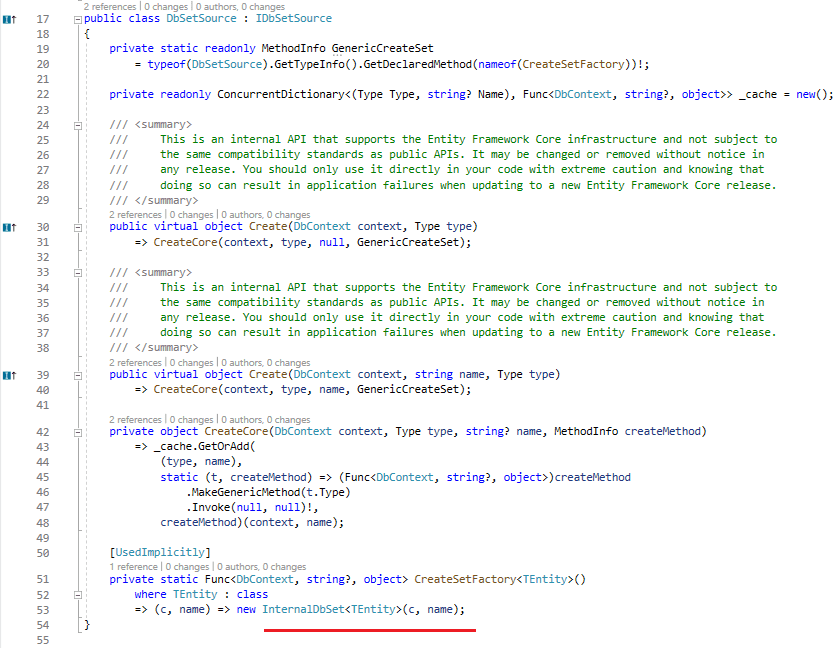 2 references | 0 changes | 0 authors, 0 changes
17 public class DbSetSource : IDbSetSource
18 {
19 private static readonly MethodInfo GenericCreateSet
20 = typeof(DbSetSource).GetTypeInfo().GetDeclaredMethod(nameof(CreateSetFactory))!;
21
22 private readonly ConcurrentDictionary<(Type Type, string? Name), Func<DbContext, string?, object>> _cache = new();
23
24 /// <summary>
25 /// This is an internal API that supports the Entity Framework Core infrastructure and not subject to
26 /// the same compatibility standards as public APIs. It may be changed or removed without notice in
27 /// any release. You should only use it directly in your code with extreme caution and knowing that
28 /// doing so can result in application failures when updating to a new Entity Framework Core release.
29 /// </summary>
2 references | 0 changes | 0 authors, 0 changes
30 public virtual object Create(DbContext context, Type type)
31 => CreateCore(context, type, null, GenericCreateSet);
32
33 /// <summary>
34 /// This is an internal API that supports the Entity Framework Core infrastructure and not subject to
35 /// the same compatibility standards as public APIs. It may be changed or removed without notice in
36 /// any release. You should only use it directly in your code with extreme caution and knowing that
37 /// doing so can result in application failures when updating to a new Entity Framework Core release.
38 /// </summary>
2 references | 0 changes | 0 authors, 0 changes
39 public virtual object Create(DbContext context, string name, Type type)
40 => CreateCore(context, type, name, GenericCreateSet);
41
2 references | 0 changes | 0 authors, 0 changes
42 private object CreateCore(DbContext context, Type type, string? name, MethodInfo createMethod)
43 => _cache.GetOrAdd(
44 (type, name),
45 static (t, createMethod) => (Func<DbContext, string?, object>)createMethod
46 .MakeGenericMethod(t.Type)
47 .Invoke(null, null)!,
48 createMethod)(context, name);
49
50 [UsedImplicitly]
1 reference | 0 changes | 0 authors, 0 changes
51 private static Func<DbContext, string?, object> CreateSetFactory<TEntity>()
52 where TEntity : class
53 => (c, name) => new InternalDbSet<TEntity>(c, name);
54 }
55